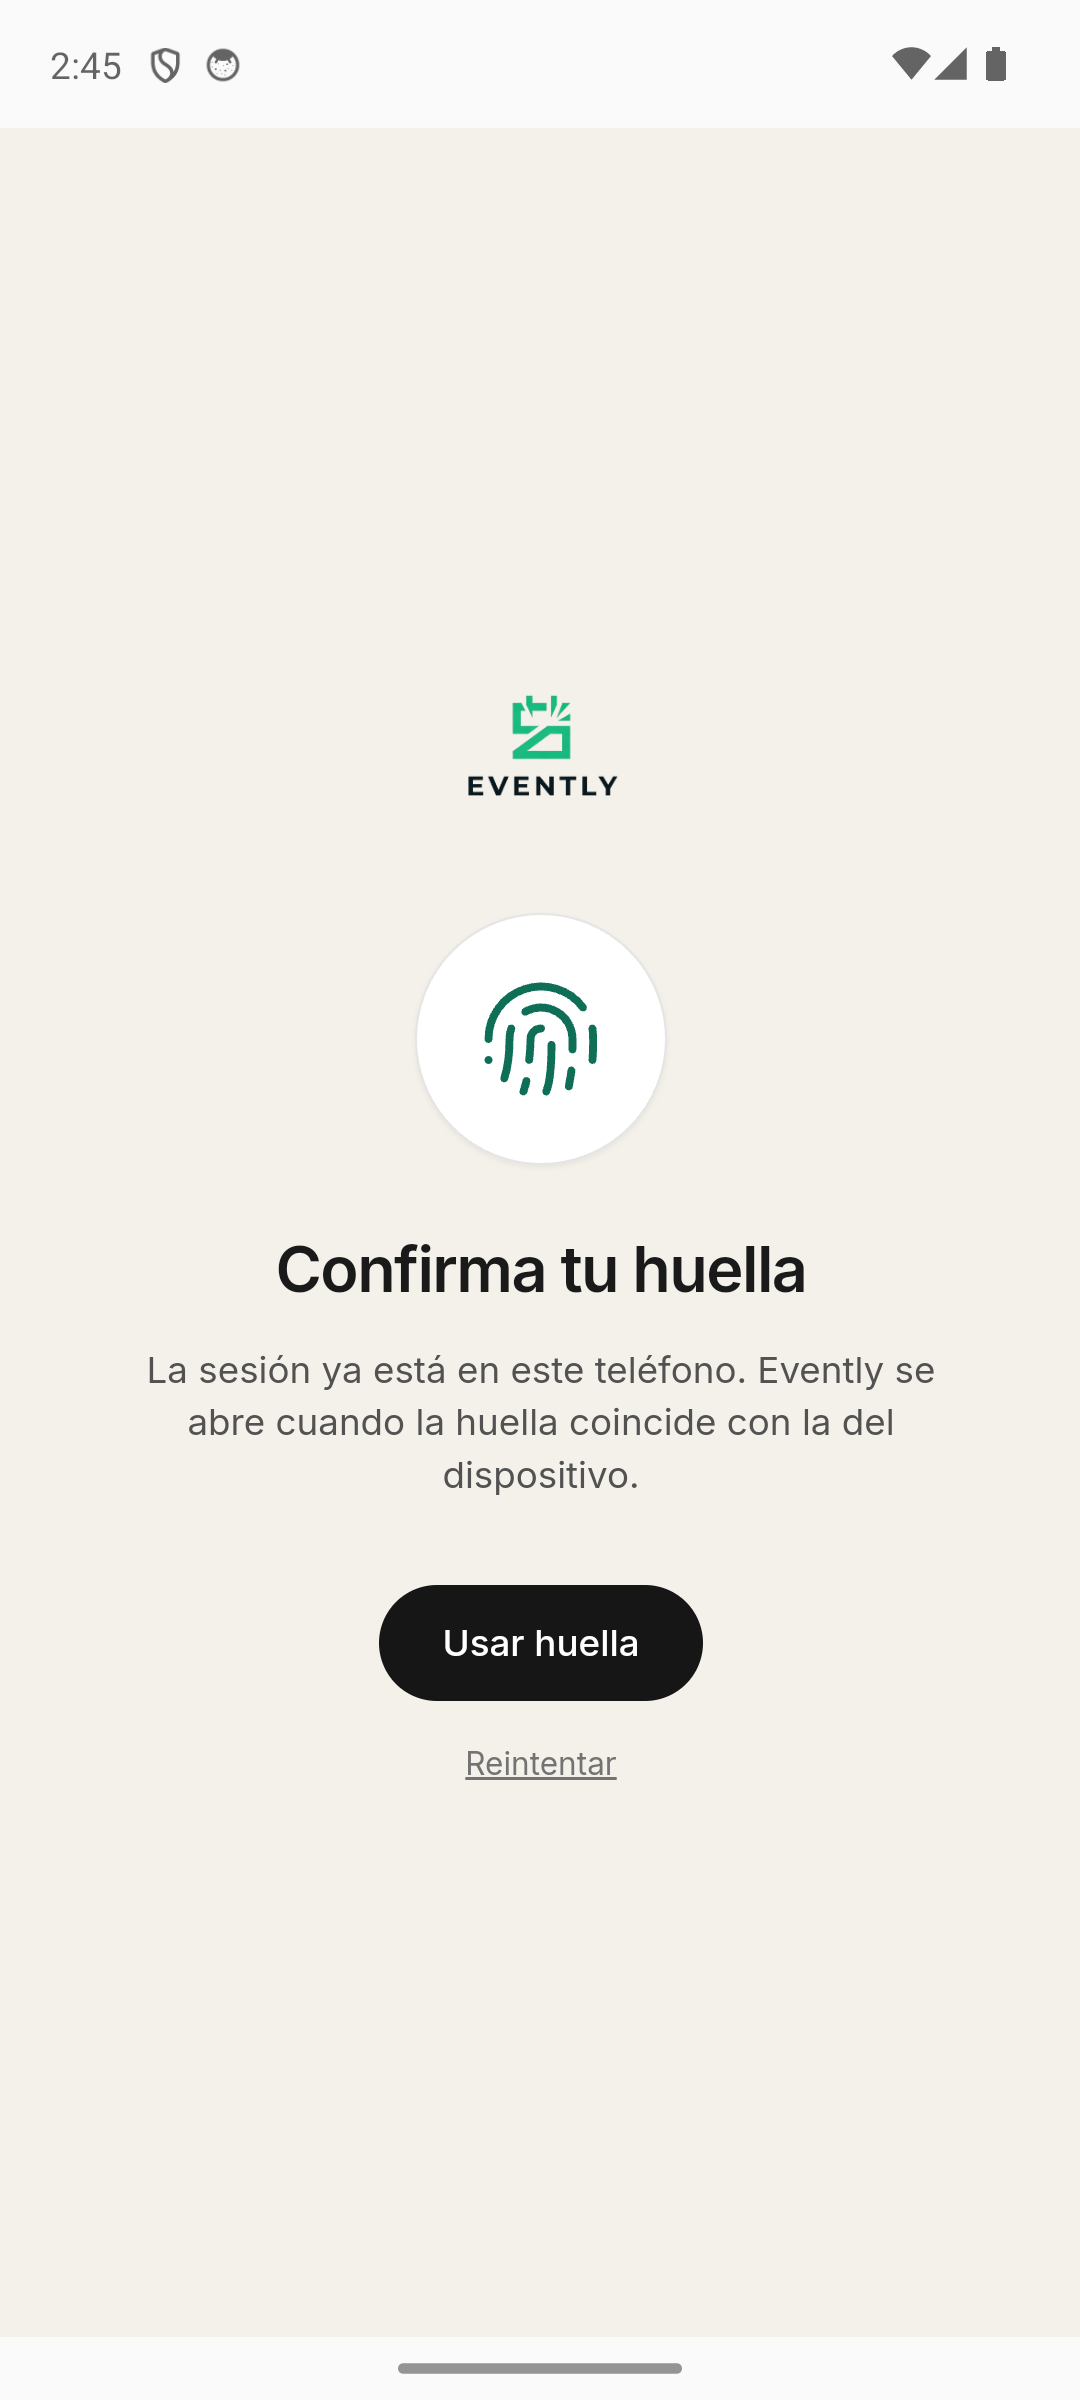 2:45
EVENTLY
Confirma tu huella
La sesión ya está en este teléfono. Evently se
abre cuando la huella coincide con la del
dispositivo.
Usar huella
Reintentar